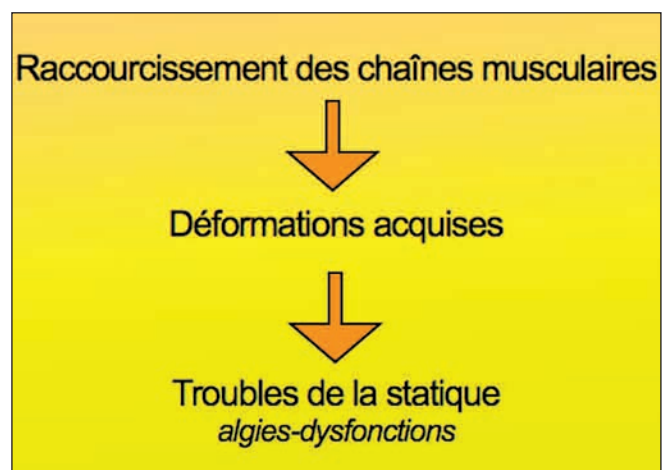 Raccourcissement des chaînes musculaires
Déformations acquises
Troubles de la statique
algies-dysfonctions